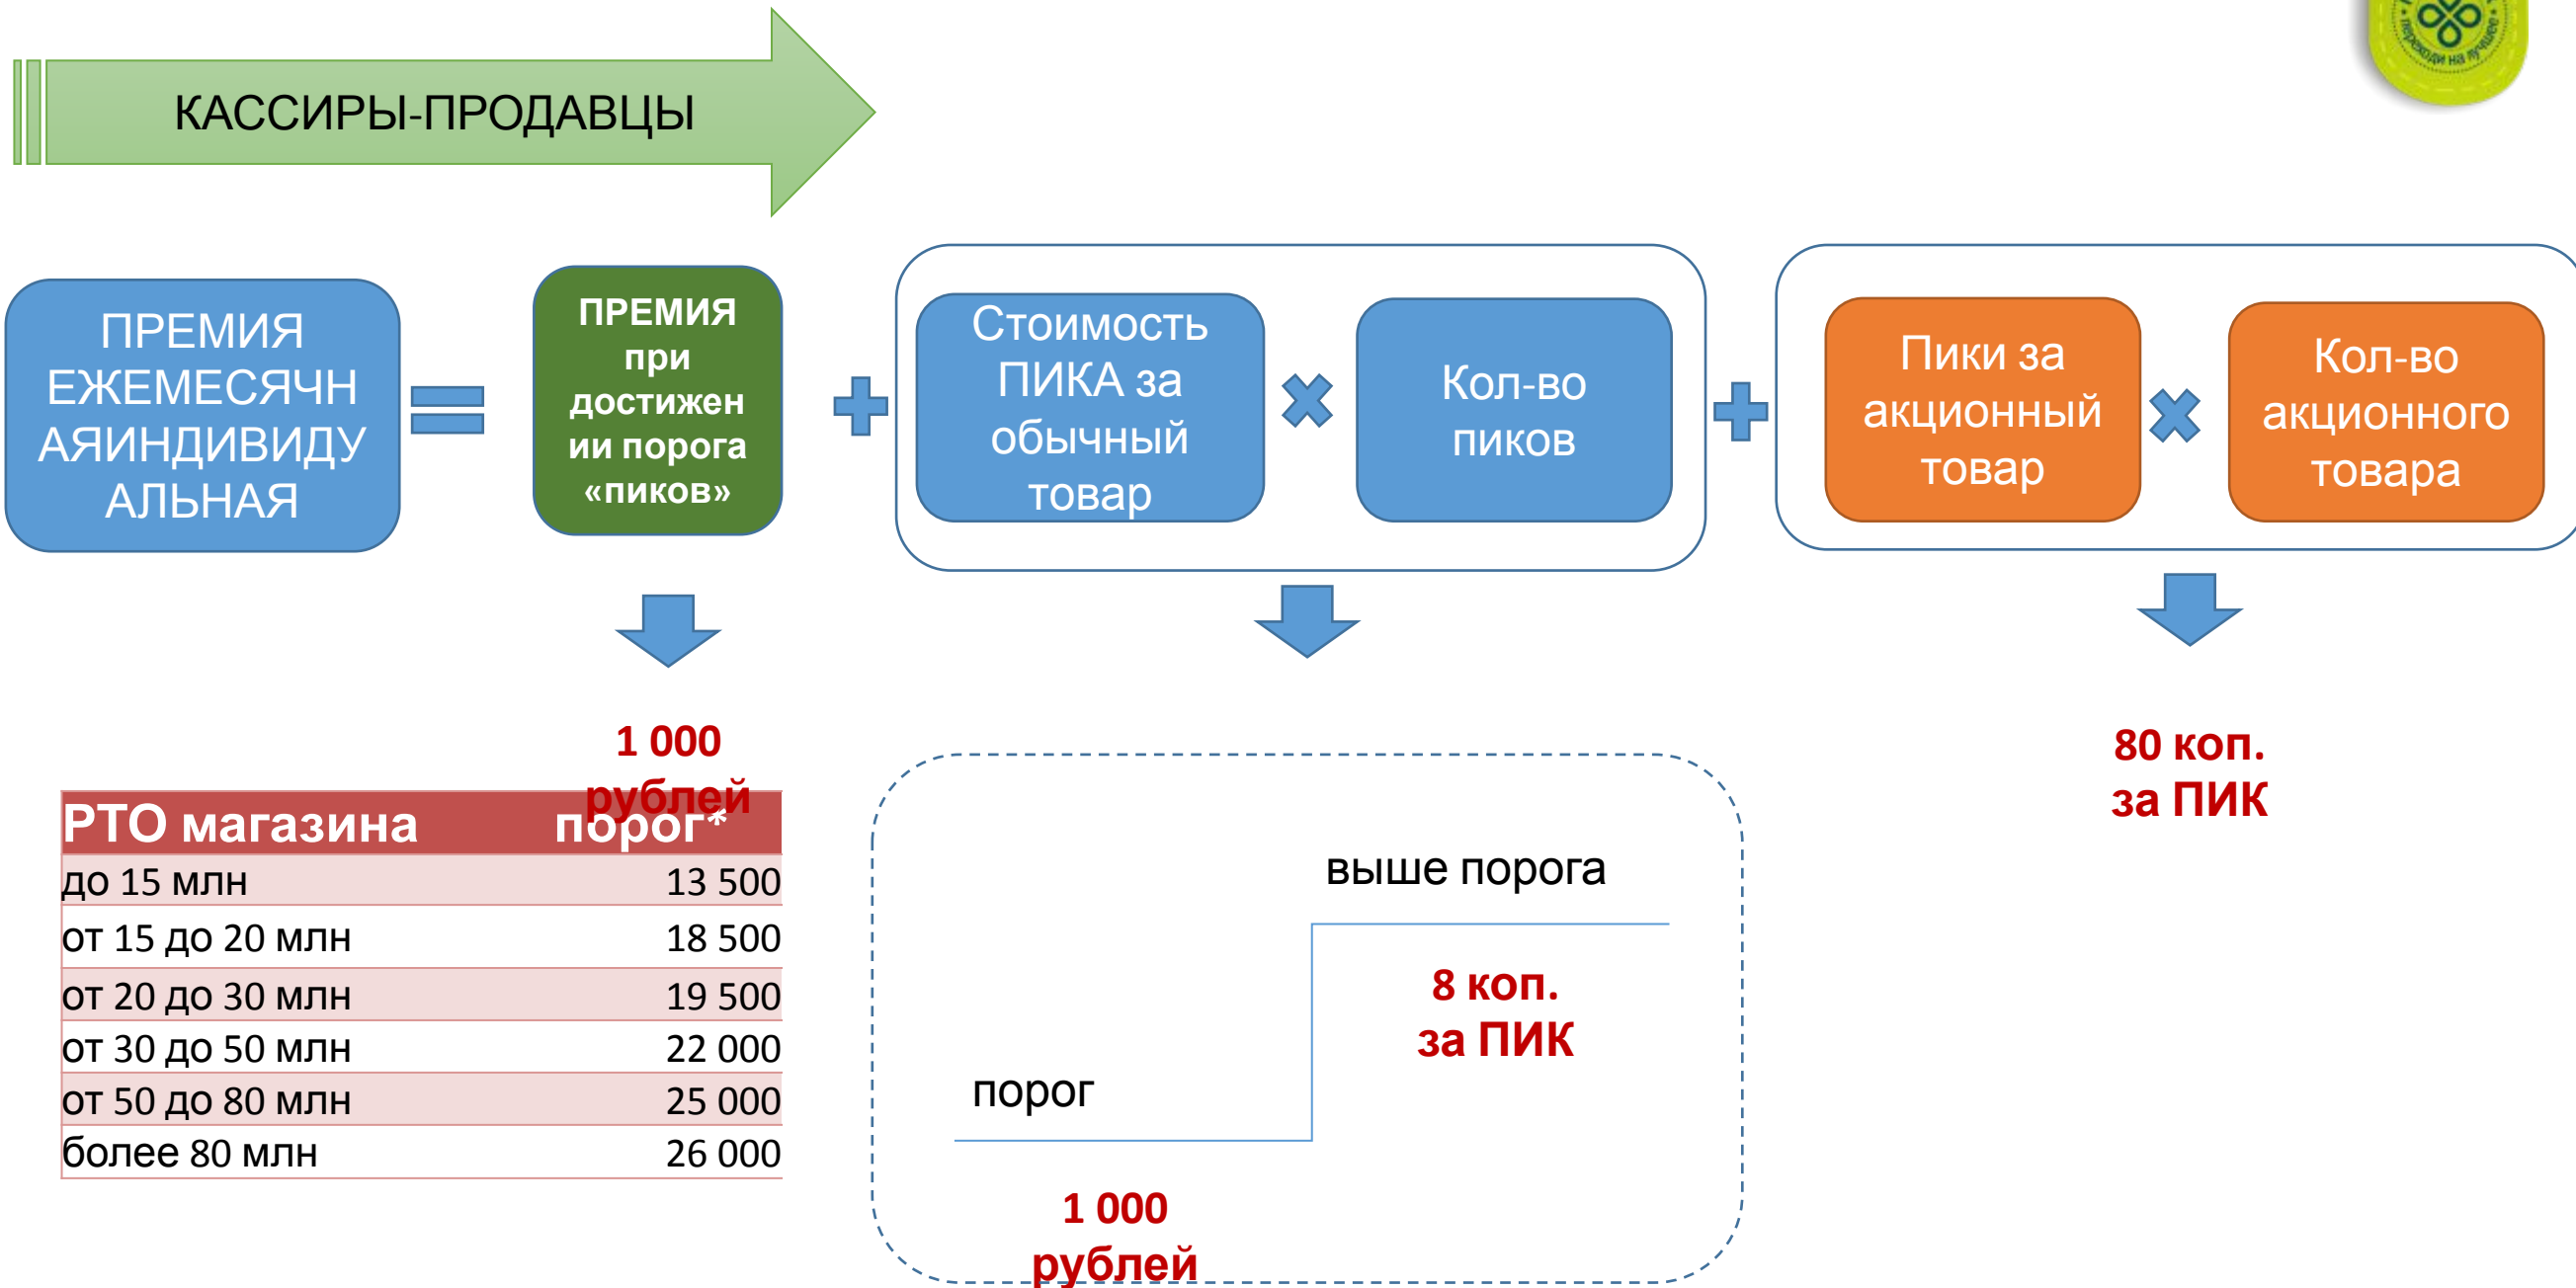 переходи на лучшее
КАССИРЫ-ПРОДАВЦЫ
ПРЕМИЯ
ЕЖЕМЕСЯЧН
АЯИНДИВИДУ
АЛЬНАЯ
ПРЕМИЯ
при
достижен
ии порога
«пиков»
Стоимость
ПИКА за
обычный
товар
Кол-во
пиков
Пики за
акционный
товар
Кол-во
акционного
товара
1 000
рублей
РТО магазина порог*
до 15 млн 13 500
от 15 до 20 млн 18 500
от 20 до 30 млн 19 500
от 30 до 50 млн 22 000
от 50 до 80 млн 25 000
более 80 млн 26 000
выше порога
8 коп.
за ПИК
порог
1 000
рублей
80 коп.
за ПИК